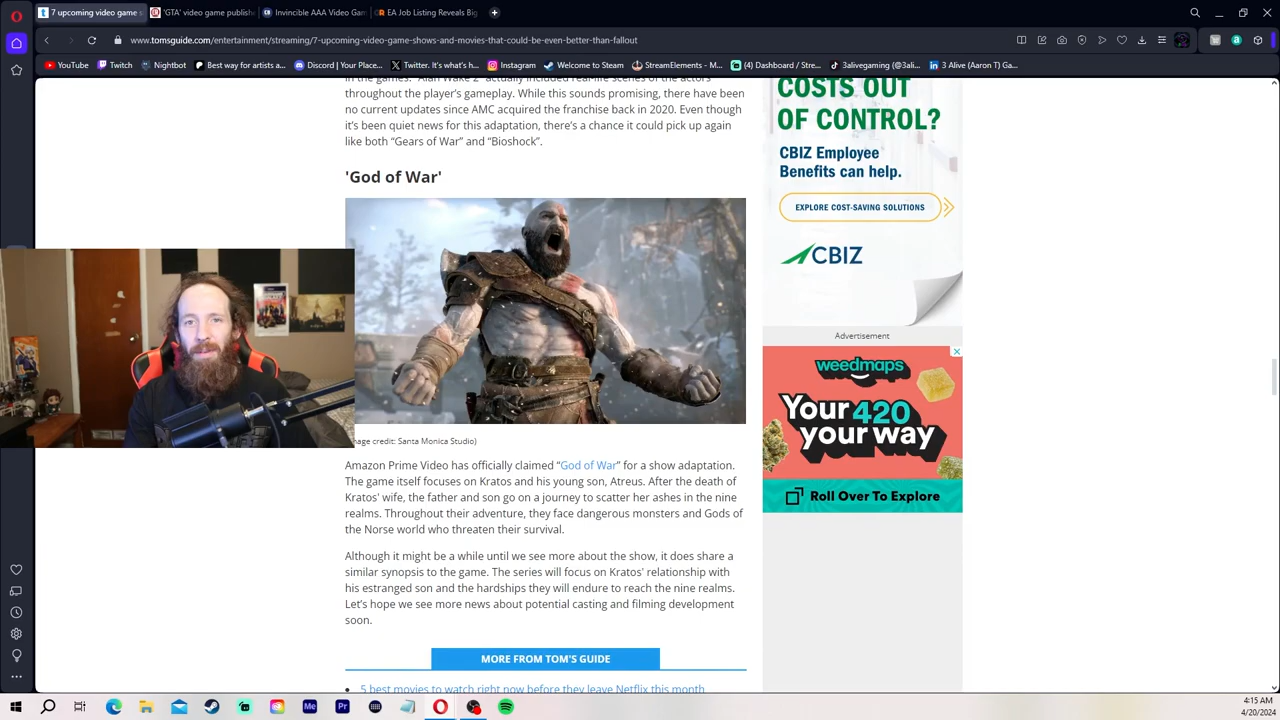 7 upcoming video game s
'GTA' video game publish
Invincible AAA Video Gam
EA Job Listing Reveals Big
www.tomsguide.com/entertainment/streaming/7-upcoming-video-game-shows-and-movies-that-could-be-even-better-than-fallout
YouTube
Twitch
Nightbot
Best way for artists a...
Discord | Your Place...
Twitter. It's what's h...
Instagram
Welcome to Steam
StreamElements - M...
(4) Dashboard / Stre...
3alivegaming (@3ali...
3 Alive (Aaron T) Ga...
in the games. "Alan Wake 2" actually included real-life scenes of the actors
throughout the player's gameplay. While this sounds promising, there have been
no current updates since AMC acquired the franchise back in 2020. Even though
it's been quiet news for this adaptation, there's a chance it could pick up again
like both “Gears of War” and “Bioshock”.
'God of War'
mage credit: Santa Monica Studio)
Amazon Prime Video has officially claimed “God of War” for a show adaptation.
The game itself focuses on Kratos and his young son, Atreus. After the death of
Kratos' wife, the father and son go on a journey to scatter her ashes in the nine
realms. Throughout their adventure, they face dangerous monsters and Gods of
the Norse world who threaten their survival.
Although it might be a while until we see more about the show, it does share a
similar synopsis to the game. The series will focus on Kratos' relationship with
his estranged son and the hardships they will endure to reach the nine realms.
Let's hope we see more news about potential casting and filming development
soon.
MORE FROM TOM'S GUIDE
5 best movies to watch right now before they leave Netflix this month
COSTS OUT
OF CONTROL?
CBIZ Employee
Benefits can help.
EXPLORE COST-SAVING SOLUTIONS
CBIZ
Advertisement
weedmaps
Your 420
your way
Roll Over To Explore
Me
Pr
4:15 AM
4/20/2024